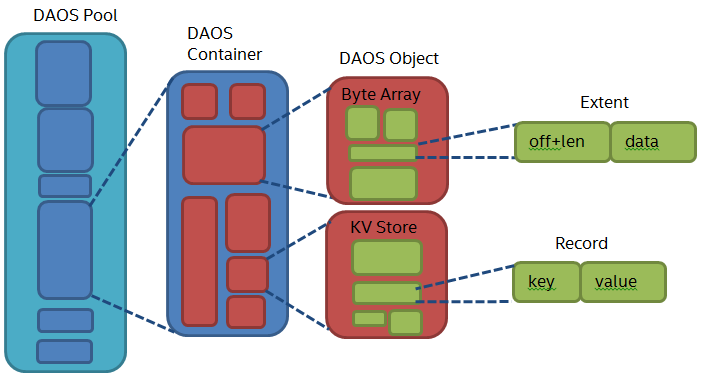 DAOS Pool
DAOS
Container
DAOS Object
Byte Array
Extent
off+len
data
KV Store
Record
key
value